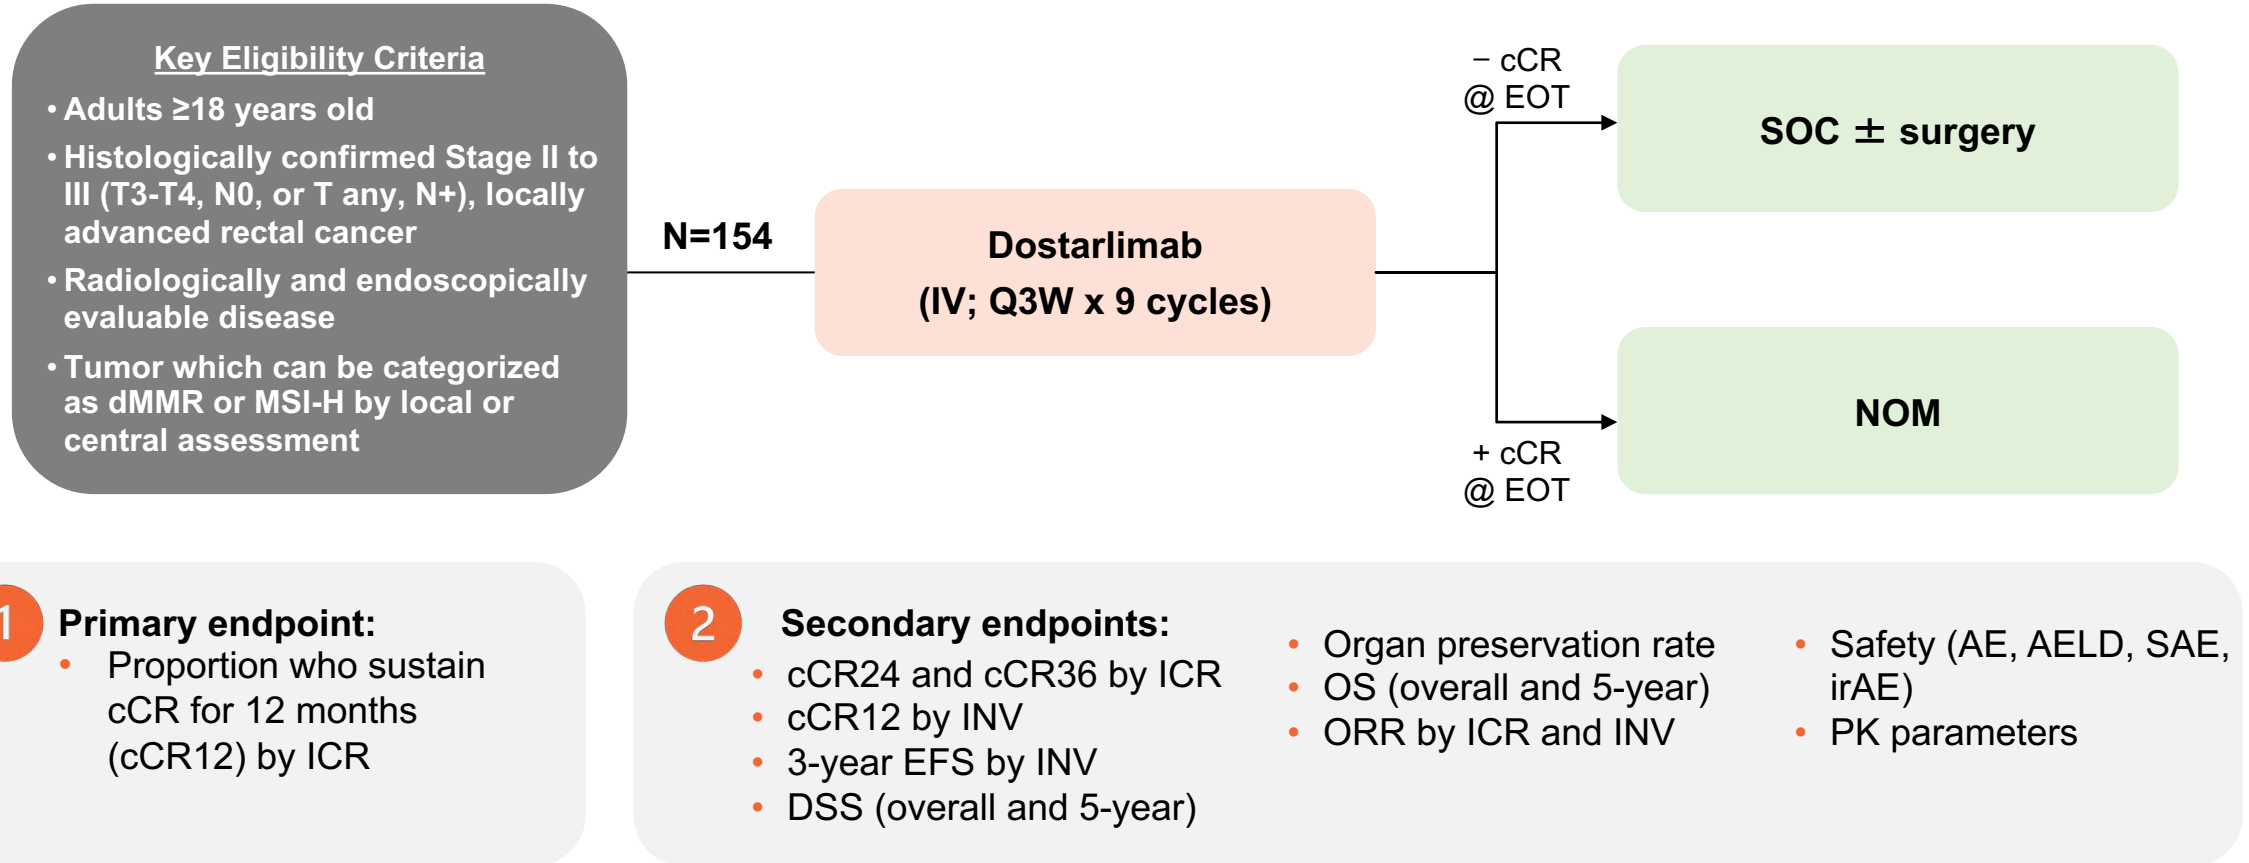 Key Eligibility Criteria
• Adults ≥18 years old
• Histologically confirmed Stage II to
III (T3-T4, N0, or T any, N+), locally
advanced rectal cancer
• Radiologically and endoscopically
evaluable disease
• Tumor which can be categorized
as dMMR or MSI-H by local or
central assessment
N=154
Dostarlimab
(IV; Q3W x 9 cycles)
− cCR
@ EOT
SOC ± surgery
+ cCR
@ EOT
NOM
1
Primary endpoint:
• Proportion who sustain
cCR for 12 months
(cCR12) by ICR
2
Secondary endpoints:
• cCR24 and cCR36 by ICR
• cCR12 by INV
• 3-year EFS by INV
• DSS (overall and 5-year)
• Organ preservation rate
• OS (overall and 5-year)
• ORR by ICR and INV
• Safety (AE, AELD, SAE,
irAE)
• PK parameters